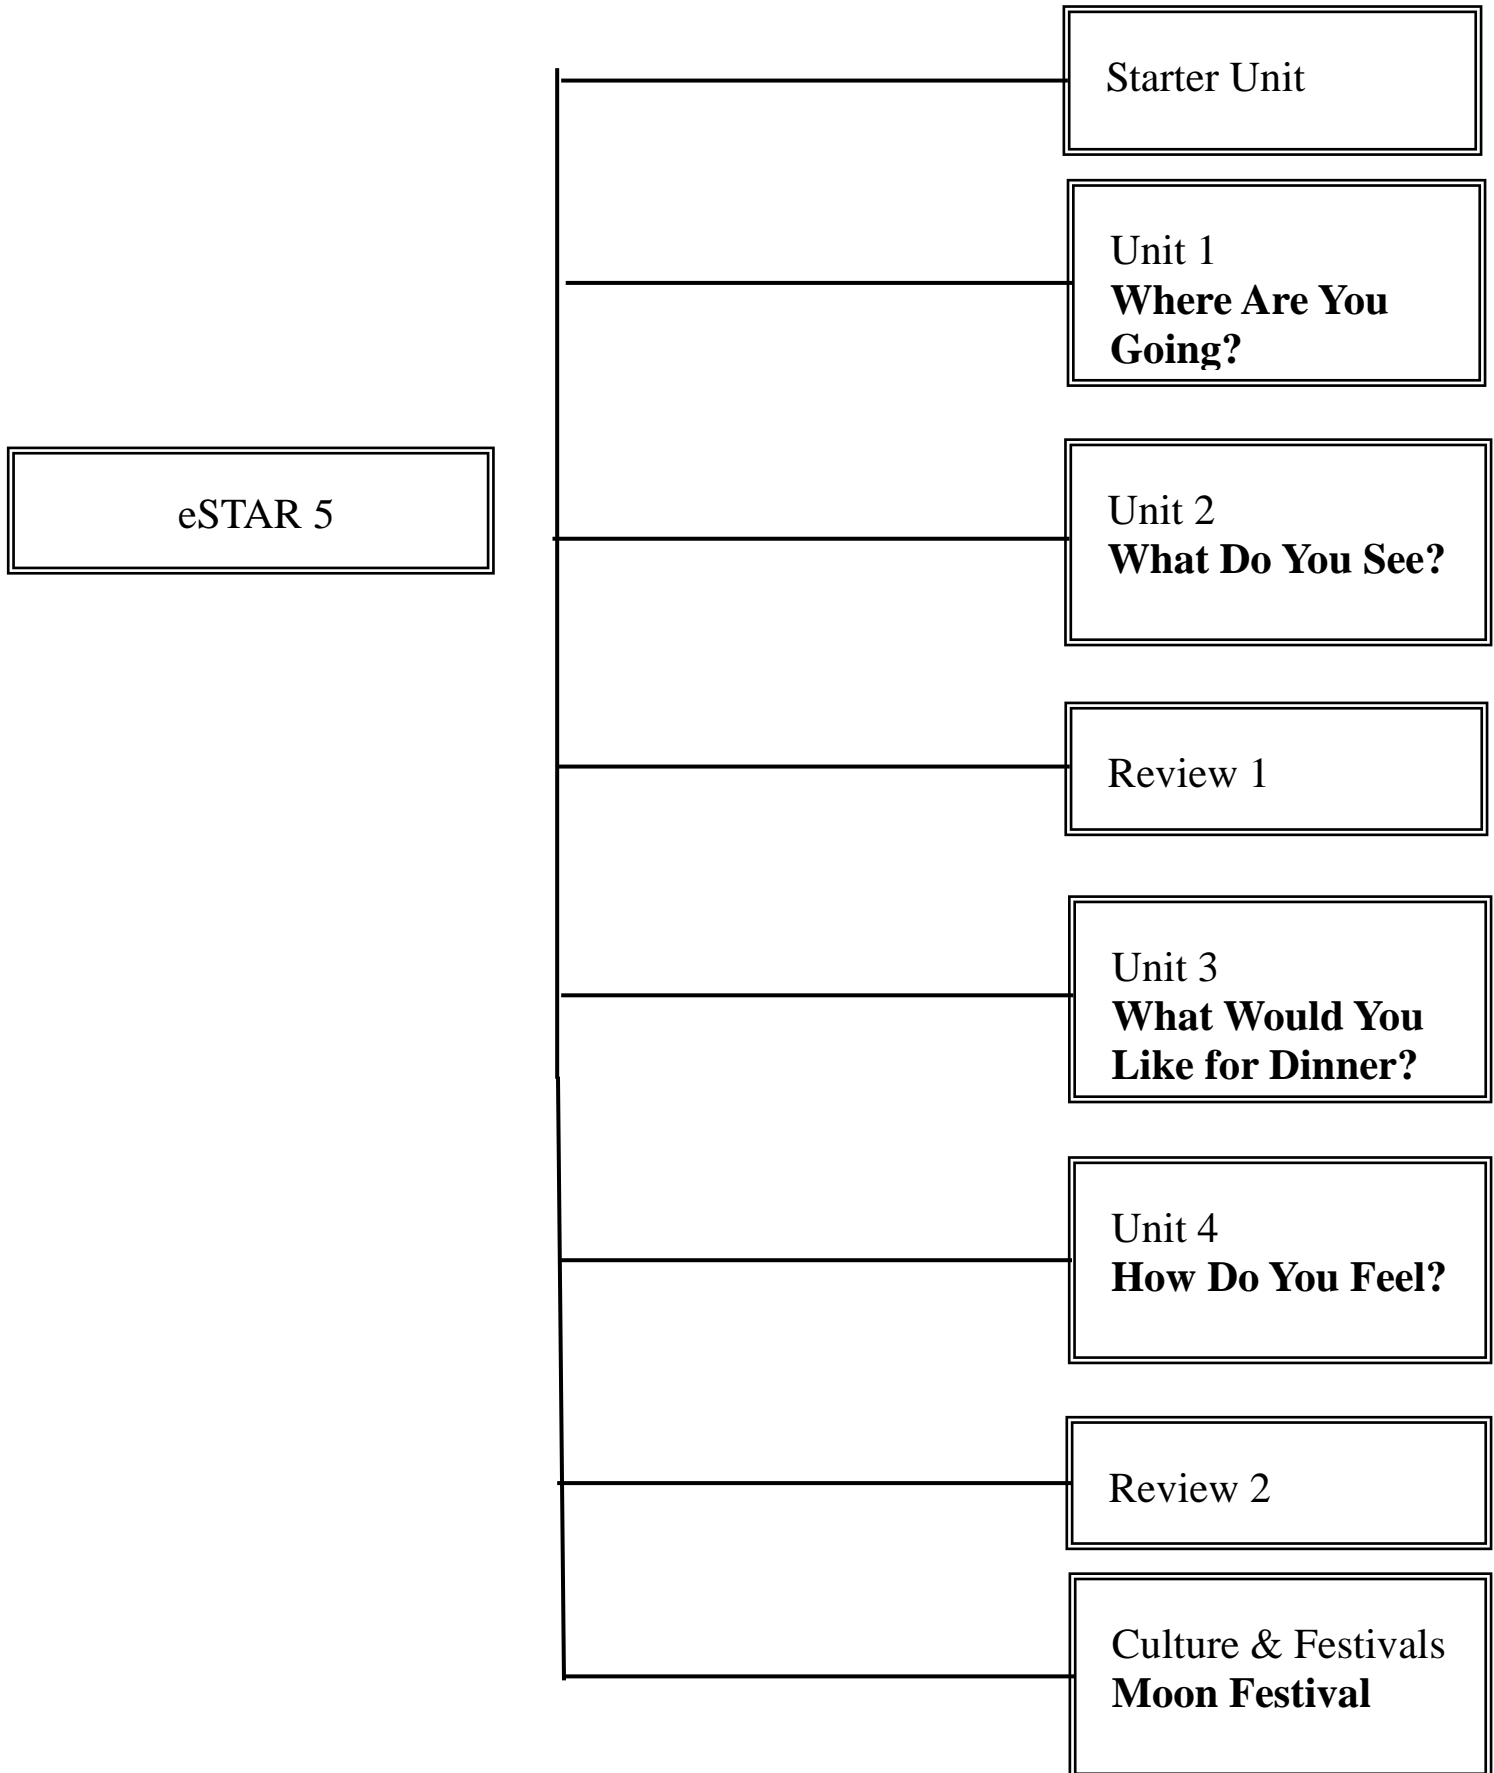 Starter Unit
Unit 1
Where Are You
Going?
eSTAR 5
Unit 2
What Do You See?
Review 1
Unit 3
What Would You
Like for Dinner?
Unit 4
How Do You Feel?
Review 2
Culture & Festivals
Moon Festival